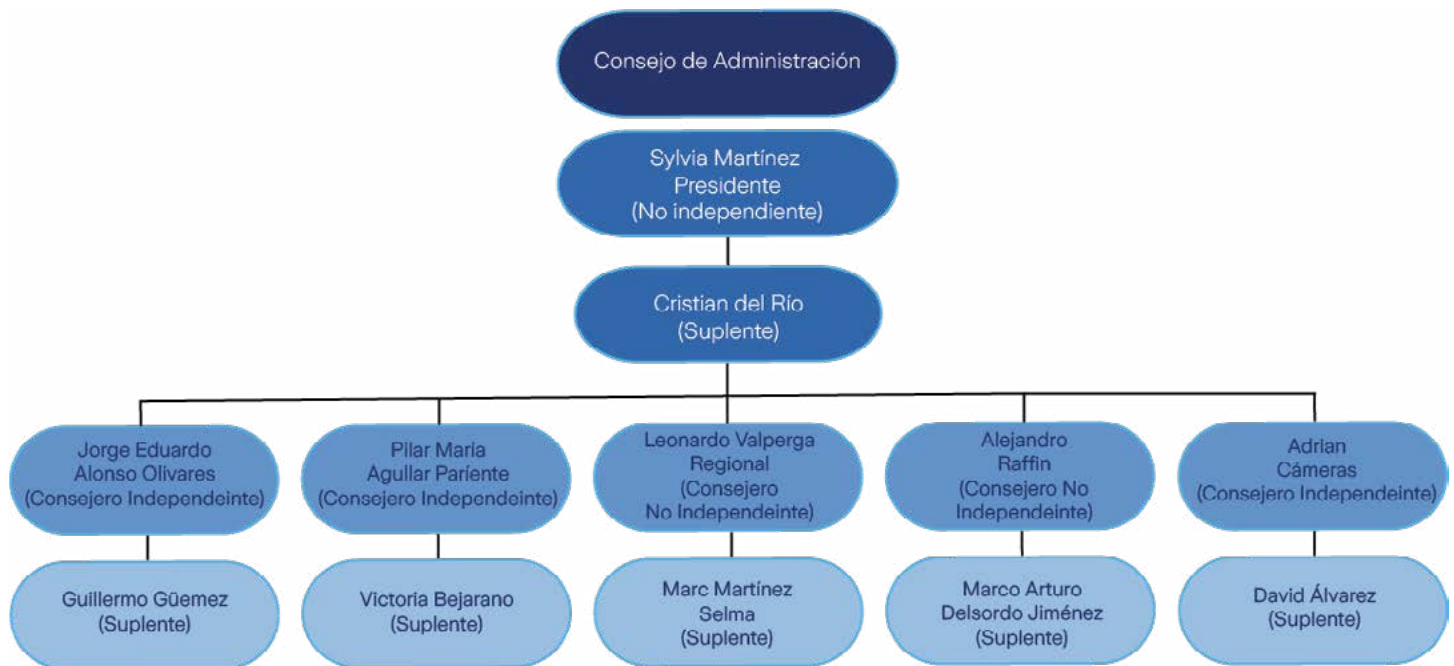 Consejo de Administración
Sylvia Martínez
Presidente
(No independiente)
Cristian del Río
(Suplente)
Jorge Eduardo
Alonso Olivares
(Consejero Independeinte)
Pilar María
Aguilar Paríente
(Consejero Independeinte)
Leonardo Valperga
Regional
(Consejero
No Independeinte)
Alejandro
Raffin
(Consejero No
Independeinte)
Adrian
Cámeras
(Consejero Independeinte)
Guillermo Güemez
(Suplente)
Victoria Bejarano
(Suplente)
Marc Martínez
Selma
(Suplente)
Marco Arturo
Delsordo Jiménez
(Suplente)
David Álvarez
(Suplente)